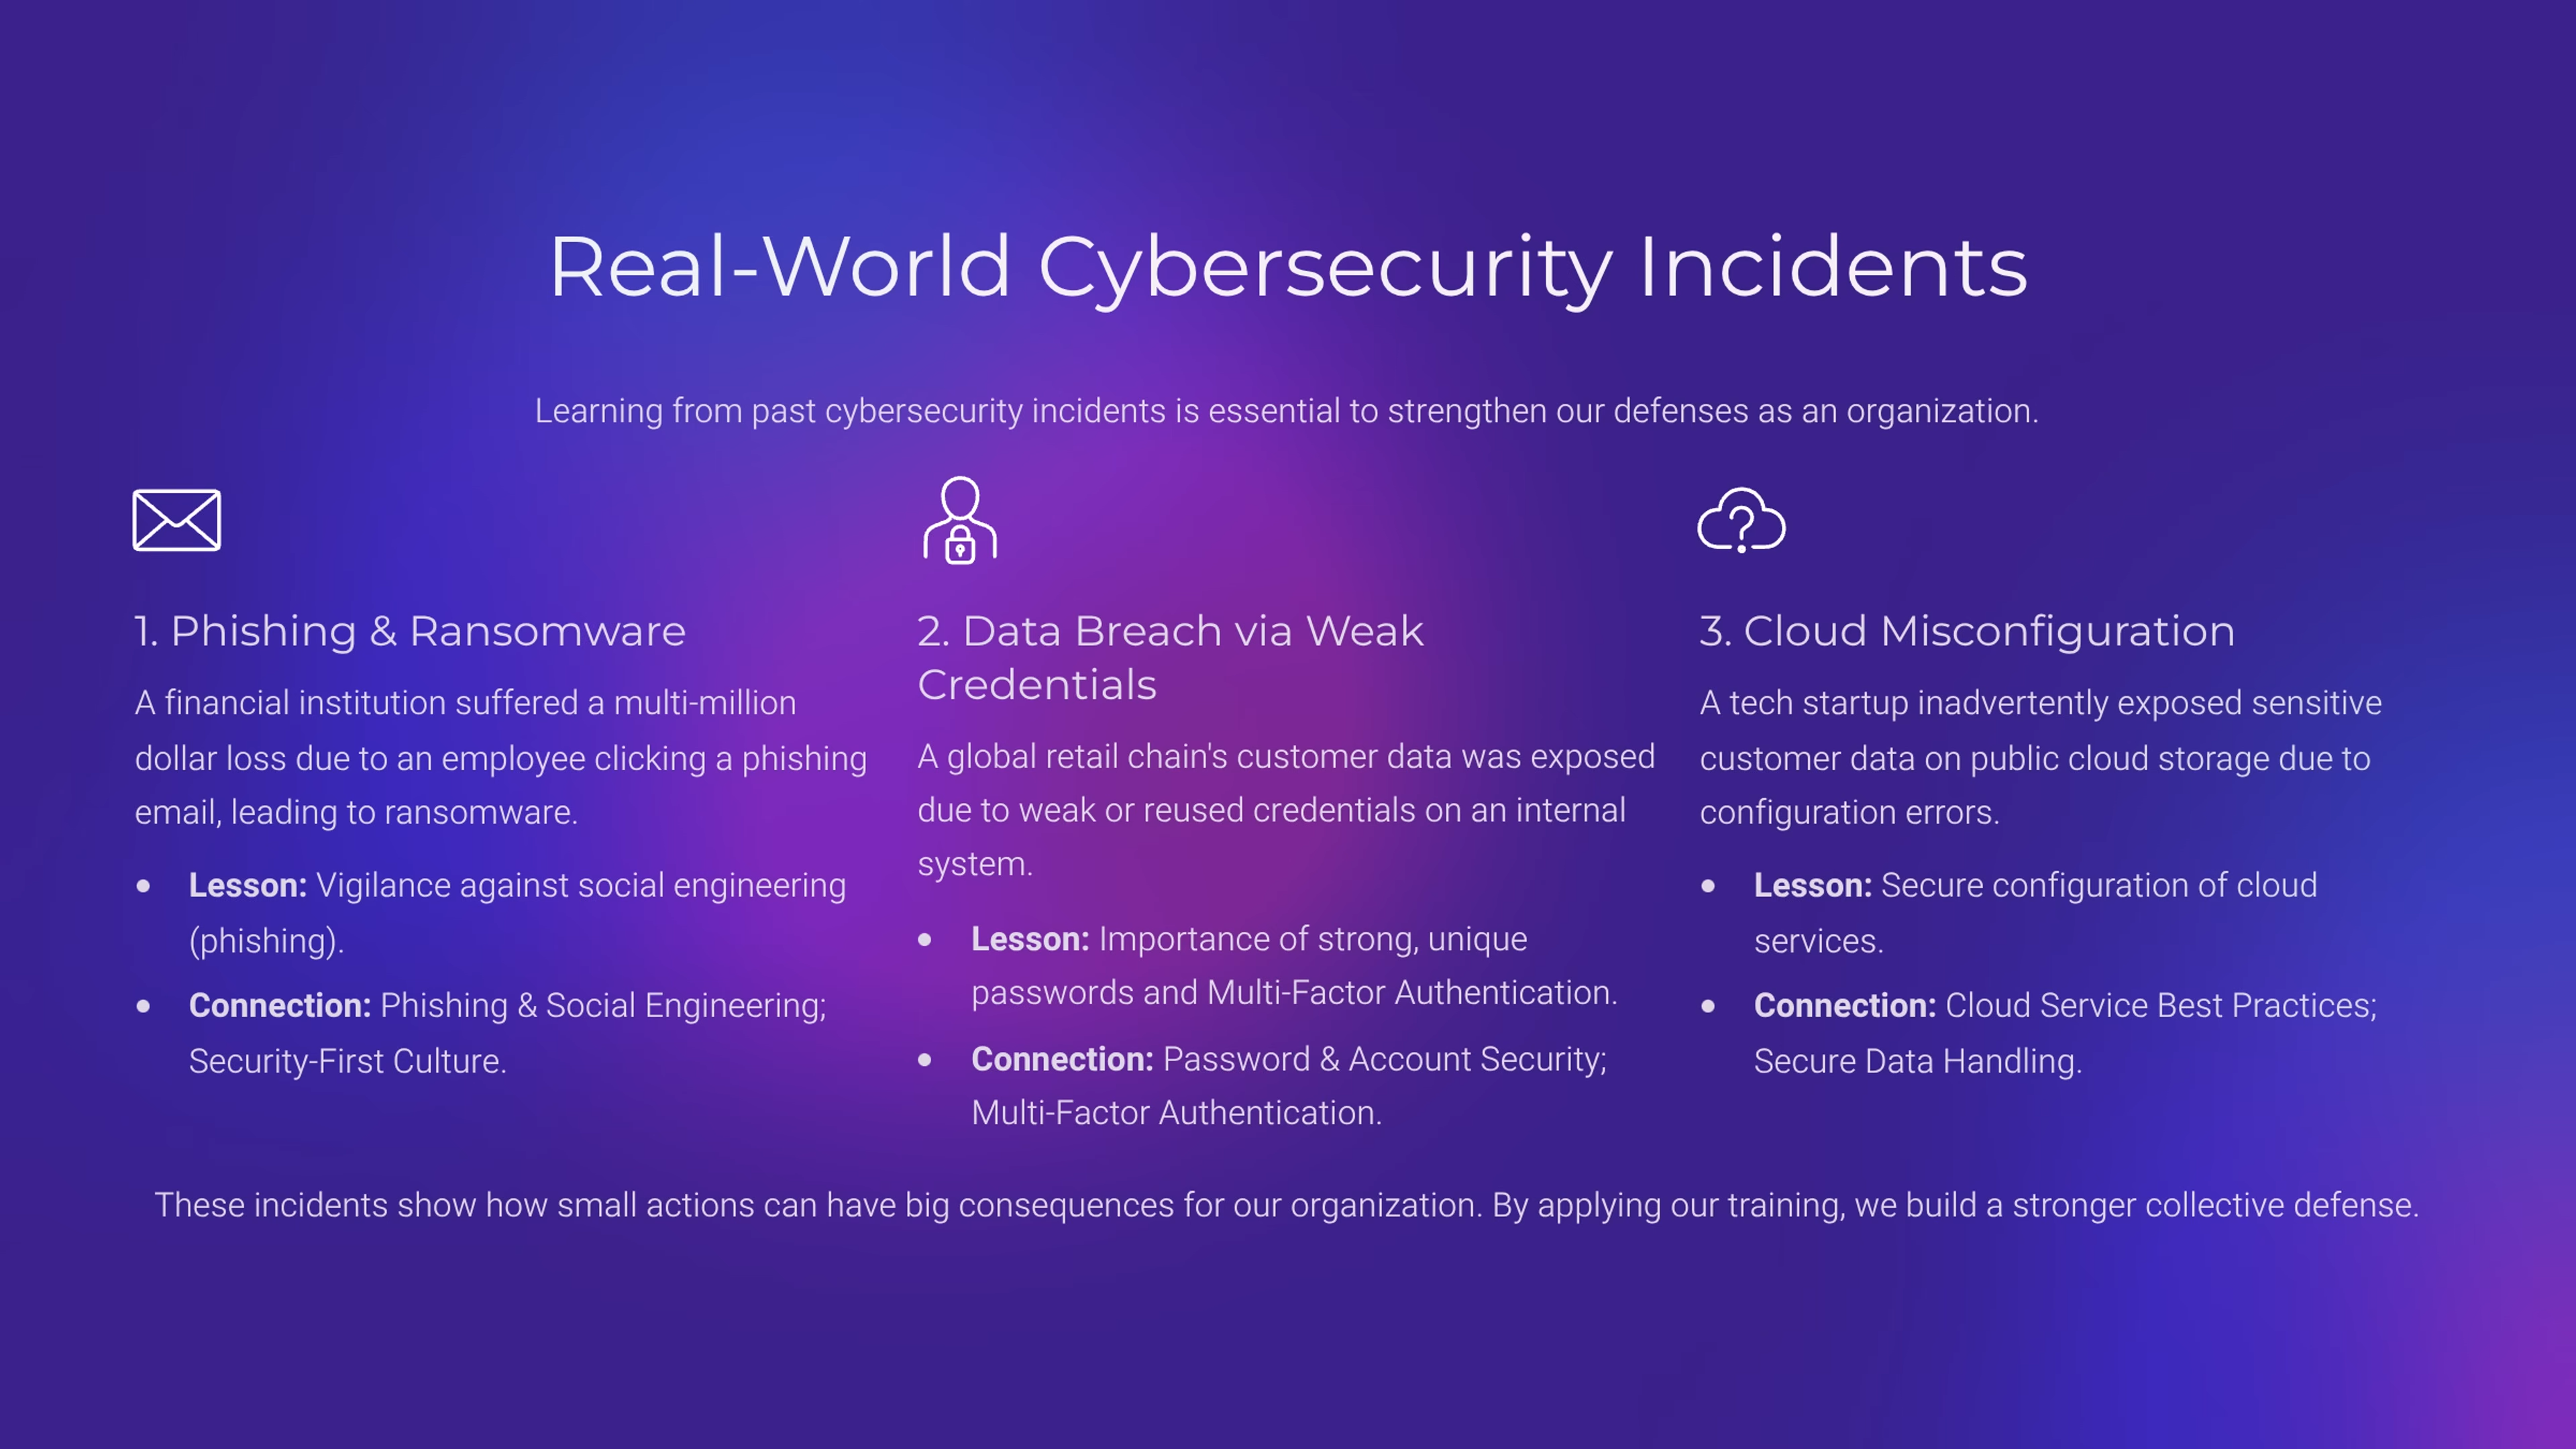 Real-World Cybersecurity Incidents
Learning from past cybersecurity incidents is essential to strengthen our defenses as an organization.
1. Phishing & Ransomware
A financial institution suffered a multi-million
dollar loss due to an employee clicking a phishing
email, leading to ransomware.
• Lesson: Vigilance against social engineering
(phishing).
• Connection: Phishing & Social Engineering;
Security-First Culture.
2. Data Breach via Weak
Credentials
A global retail chain's customer data was exposed
due to weak or reused credentials on an internal
system.
• Lesson: Importance of strong, unique
passwords and Multi-Factor Authentication.
• Connection: Password & Account Security;
Multi-Factor Authentication.
3. Cloud Misconfiguration
A tech startup inadvertently exposed sensitive
customer data on public cloud storage due to
configuration errors.
• Lesson: Secure configuration of cloud
services.
• Connection: Cloud Service Best Practices;
Secure Data Handling.
These incidents show how small actions can have big consequences for our organization. By applying our training, we build a stronger collective defense.